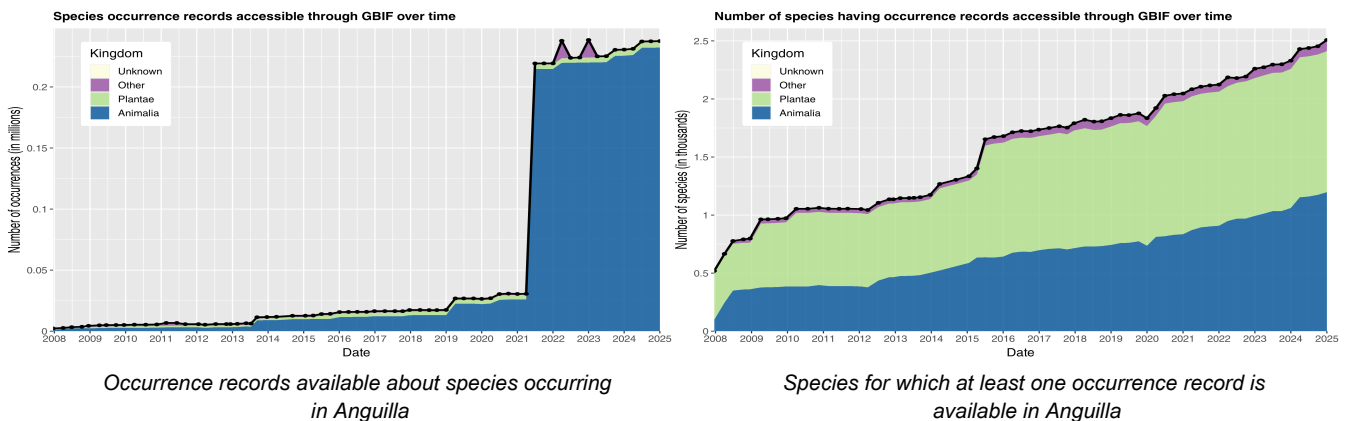 Species occurrence records accessible through GBIF over time
Number of occurrences (in millions)
Kingdom
Unknown
Other
Plantae
Animalia
0.2
0.15
0.1
0.05
0
2008 2009 2010 2011 2012 2013 2014 2015 2016 2017 2018 2019 2020 2021 2022 2023 2024 2025
Date
Occurrence records available about species occurring
in Anguilla
Number of species having occurrence records accessible through GBIF over time
Number of species (in thousands)
Kingdom
Unknown
Other
Plantae
Animalia
2.5
2
1.5
1
0.5
0
2008 2009 2010 2011 2012 2013 2014 2015 2016 2017 2018 2019 2020 2021 2022 2023 2024 2025
Date
Species for which at least one occurrence record is
available in Anguilla